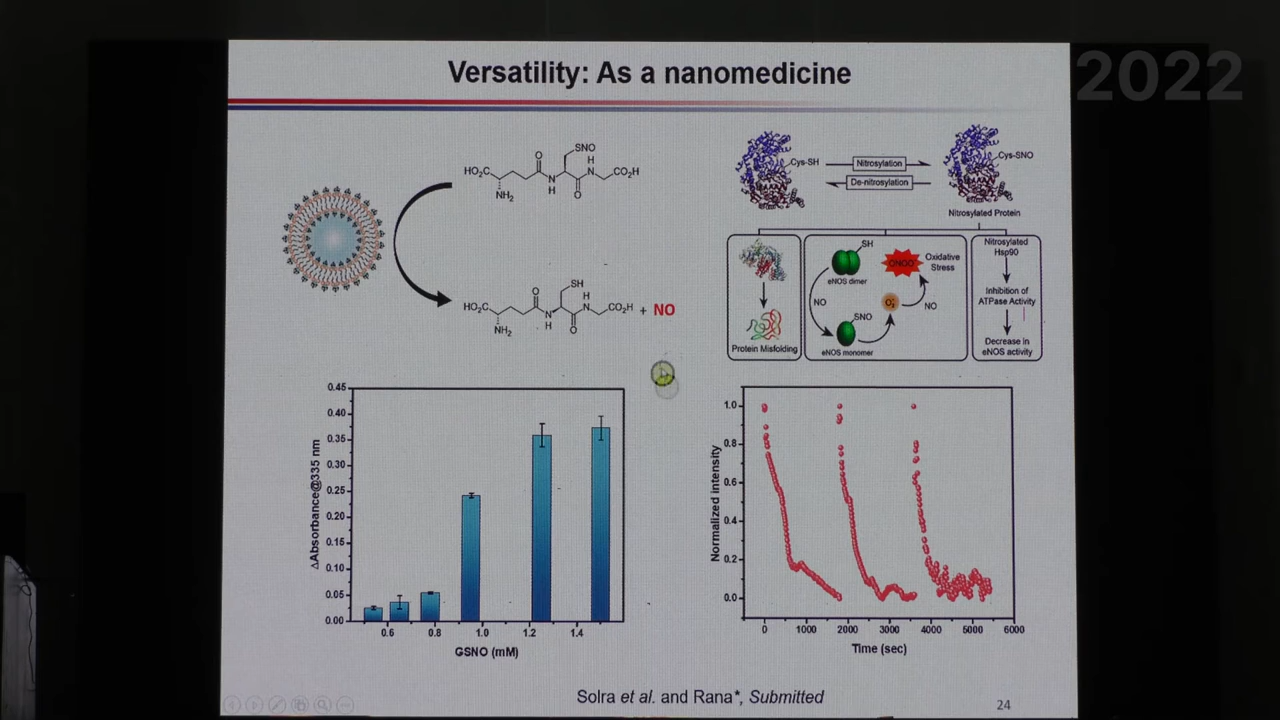 2022
Versatility: As a nanomedicine
SNO
O
H
HO₂C
N
CO₂H
NH₂
N
H
O
SH
O
H
HO₂C
N
CO₂H + NO
NH₂
N
H
O
Cys-SH
Nitrosylation
Cys-SNO
De-nitrosylation
Nitrosylated Protein
Protein Misfolding
SH
eNOS dimer
ONOO⁻
Oxidative
Stress
NO
O₂⁻
NO
SNO
eNOS monomer
Nitrosylated
Hsp90
Inhibition of
ATPase Activity
Decrease in
eNOS activity
ΔAbsorbance@335 nm
0.45
0.40
0.35
0.30
0.25
0.20
0.15
0.10
0.05
0.00
0.6 0.8 1.0 1.2 1.4
GSNO (mM)
Normalized intensity
1.0
0.8
0.6
0.4
0.2
0.0
0 1000 2000 3000 4000 5000 6000
Time (sec)
Solra et al. and Rana*, Submitted
24